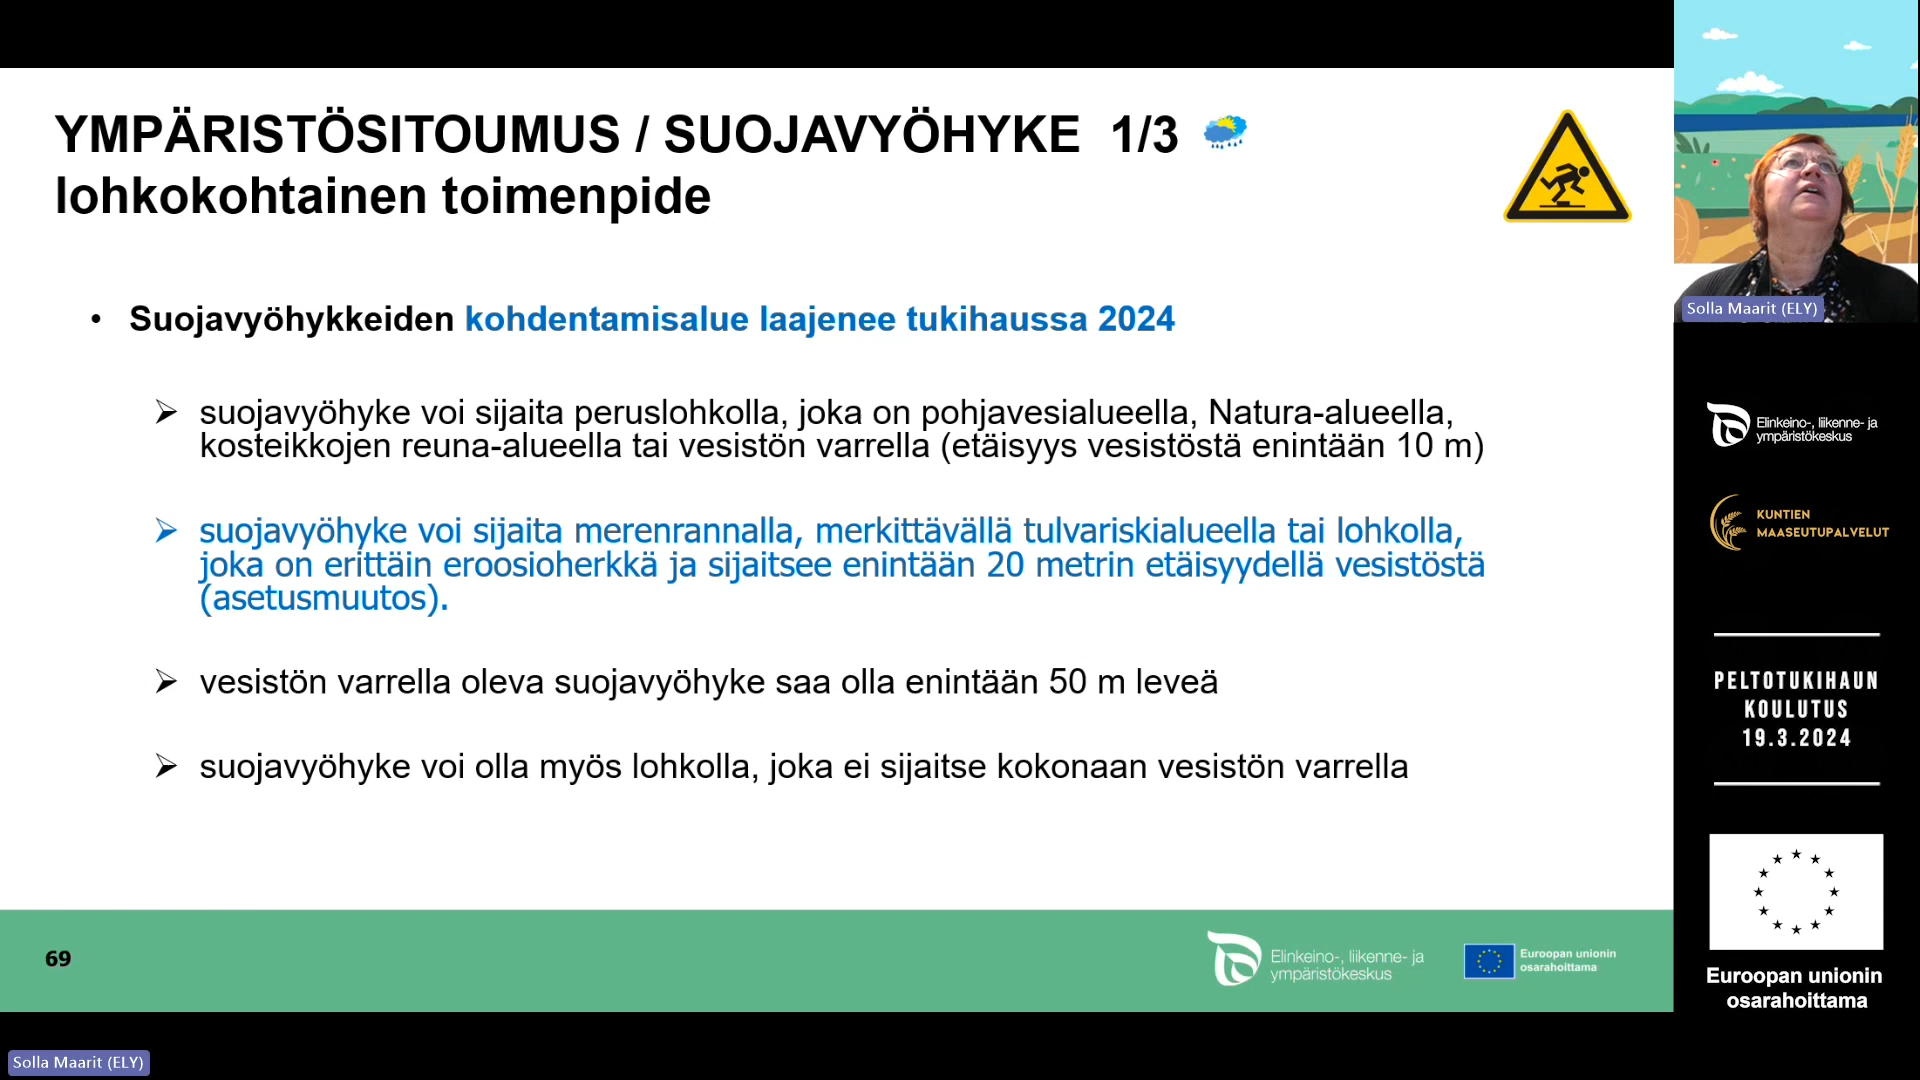 YMPÄRISTÖSITOUMUS / SUOJAVYÖHYKE 1/3
lohkokohtainen toimenpide
• Suojavyöhykkeiden kohdentamisalue laajenee tukihaussa 2024
➢ suojavyöhyke voi sijaita peruslohkolla, joka on pohjavesialueella, Natura-alueella,
kosteikkojen reuna-alueella tai vesistön varrella (etäisyys vesistöstä enintään 10 m)
➢ suojavyöhyke voi sijaita merenrannalla, merkittävällä tulvariskialueella tai lohkolla,
joka on erittäin eroosioherkkä ja sijaitsee enintään 20 metrin etäisyydellä vesistöstä
(asetusmuutos).
➢ vesistön varrella oleva suojavyöhyke saa olla enintään 50 m leveä
➢ suojavyöhyke voi olla myös lohkolla, joka ei sijaitse kokonaan vesistön varrella
69
Elinkeino-, liikenne- ja
ympäristökeskus
Euroopan unionin
osarahoittama
Solla Maarit (ELY)
Solla Maarit (ELY)
Elinkeino-, liikenne- ja
ympäristökeskus
KUNTIEN
MAASEUTUPALVELUT
PELTOTUKIHAUN
KOULUTUS
19.3.2024
Euroopan unionin
osarahoittama